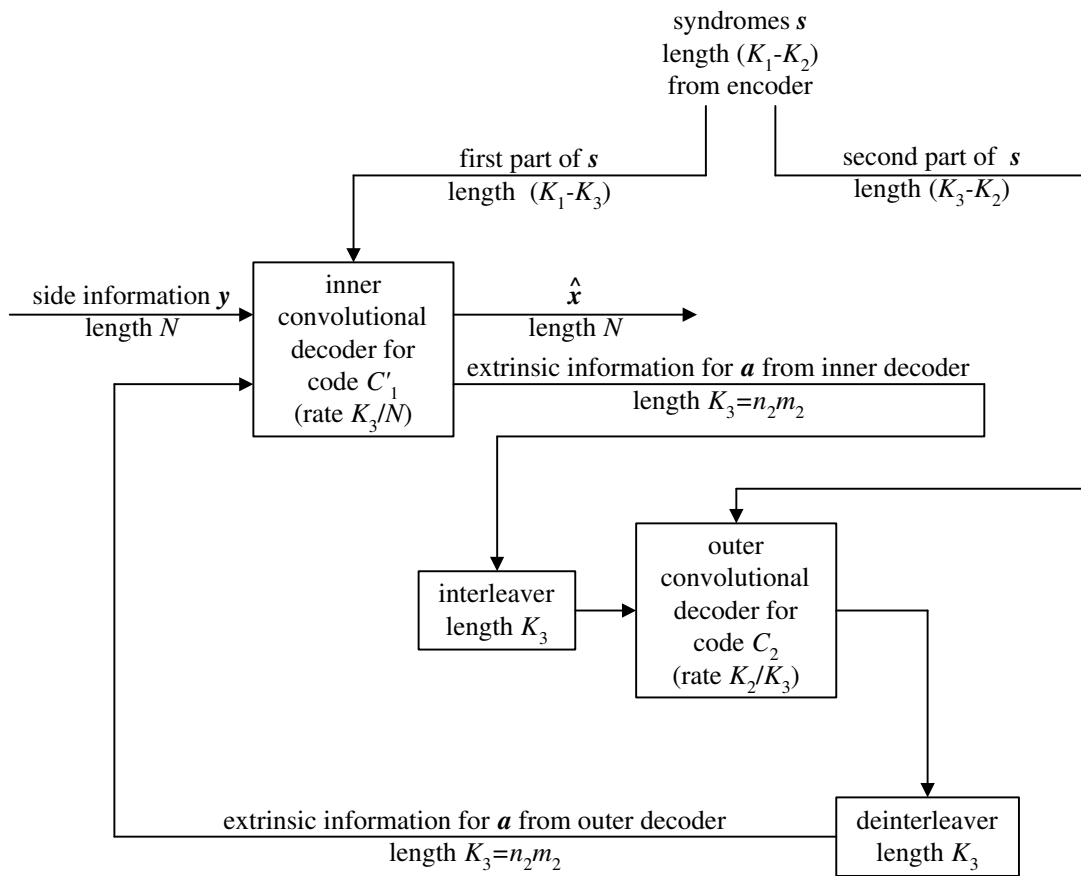 syndromes s
length (K₁-K₂)
from encoder
first part of s
length (K₁-K₃)
second part of s
length (K₃-K₂)
side information y
length N
inner
convolutional
decoder for
code C′₁
(rate K₃/N)
x̂
length N
extrinsic information for a from inner decoder
length K₃=n₂m₂
interleaver
length K₃
outer
convolutional
decoder for
code C₂
(rate K₂/K₃)
extrinsic information for a from outer decoder
length K₃=n₂m₂
deinterleaver
length K₃